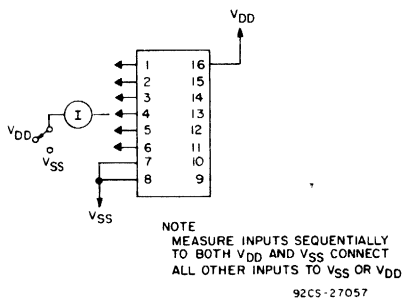 VDD
1 16
2 15
3 14
I 4 13
VDD 5 12
VSS 6 11
7 10
8 9
VSS
NOTE
MEASURE INPUTS SEQUENTIALLY
TO BOTH VDD AND VSS CONNECT
ALL OTHER INPUTS TO VSS OR VDD
92CS-27057